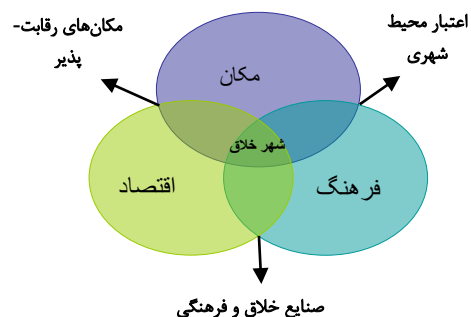 اعتبار محیط
شهری
مکان‌های رقابت-
پذیر
مکان
شهر خلاق
فرهنگ
اقتصاد
صنایع خلاق و فرهنگی